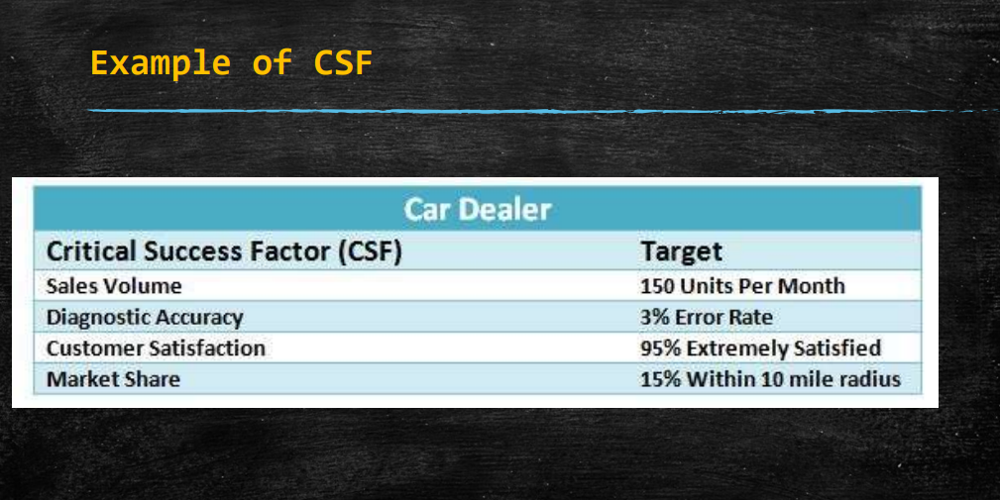 Example of CSF
Car Dealer
Critical Success Factor (CSF) Target
Sales Volume 150 Units Per Month
Diagnostic Accuracy 3% Error Rate
Customer Satisfaction 95% Extremely Satisfied
Market Share 15% Within 10 mile radius